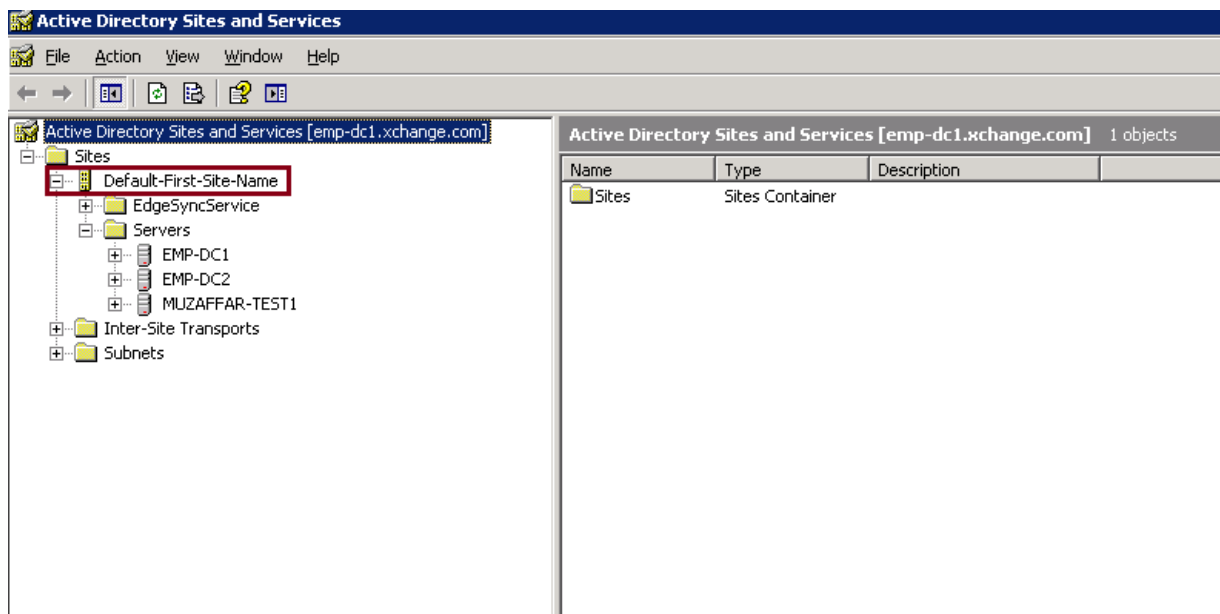 Active Directory Sites and Services
File Action View Window Help
Active Directory Sites and Services [emp-dc1.xchange.com]
Sites
Default-First-Site-Name
EdgeSyncService
Servers
EMP-DC1
EMP-DC2
MUZAFFAR-TEST1
Inter-Site Transports
Subnets
Active Directory Sites and Services [emp-dc1.xchange.com] 1 objects
Name Type Description
Sites Sites Container